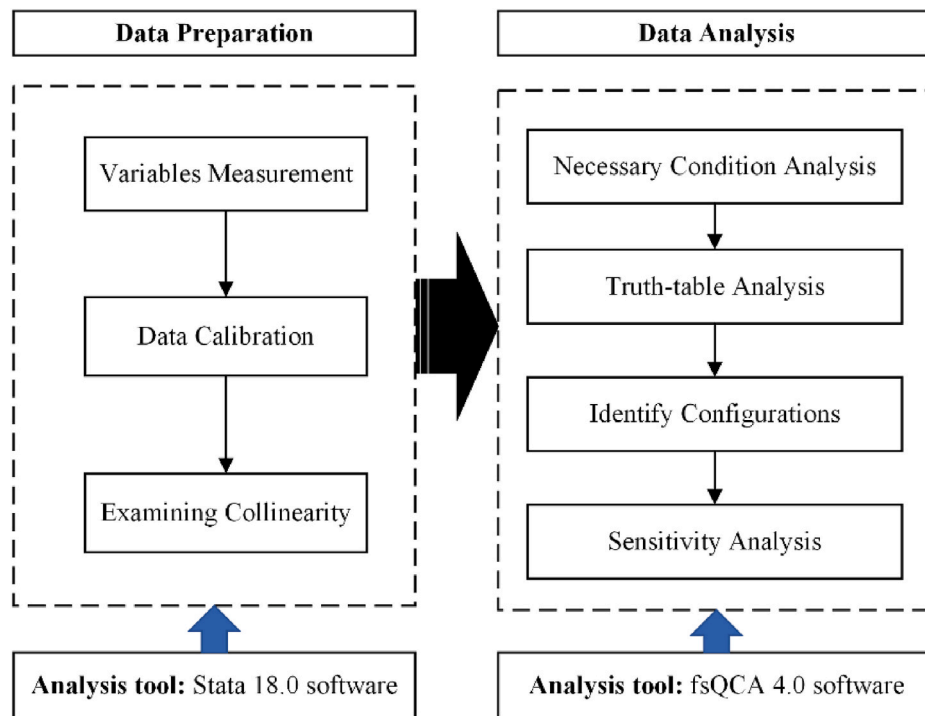 Data Preparation
Variables Measurement
Data Calibration
Examining Collinearity
Analysis tool: Stata 18.0 software
Data Analysis
Necessary Condition Analysis
Truth-table Analysis
Identify Configurations
Sensitivity Analysis
Analysis tool: fsQCA 4.0 software